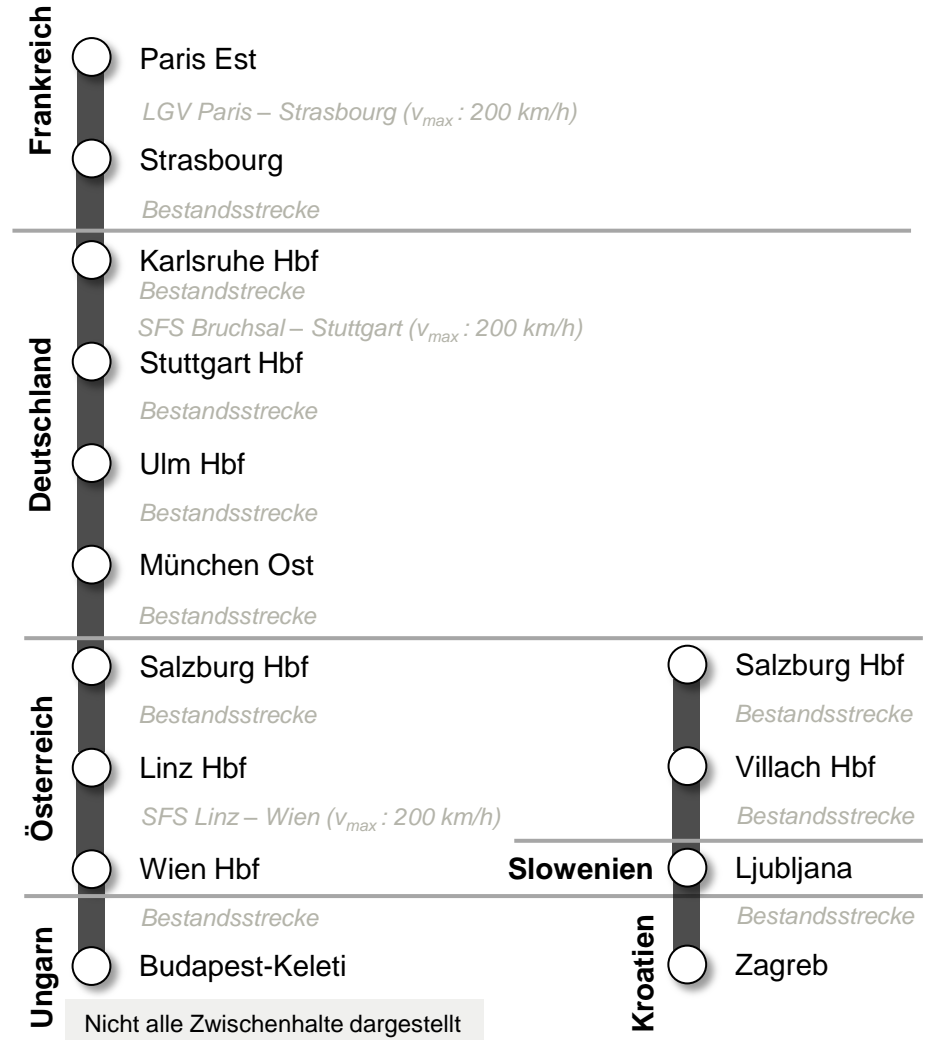 Frankreich
Paris Est
LGV Paris – Strasbourg (vmax : 200 km/h)
Strasbourg
Bestandsstrecke
Deutschland
Karlsruhe Hbf
Bestandstrecke
SFS Bruchsal – Stuttgart (vmax : 200 km/h)
Stuttgart Hbf
Bestandsstrecke
Ulm Hbf
Bestandsstrecke
München Ost
Bestandsstrecke
Österreich
Salzburg Hbf
Bestandsstrecke
Linz Hbf
SFS Linz – Wien (vmax : 200 km/h)
Wien Hbf
Ungarn
Bestandsstrecke
Budapest-Keleti
Nicht alle Zwischenhalte dargestellt
Salzburg Hbf
Bestandsstrecke
Villach Hbf
Bestandsstrecke
Slowenien
Ljubljana
Kroatien
Bestandsstrecke
Zagreb